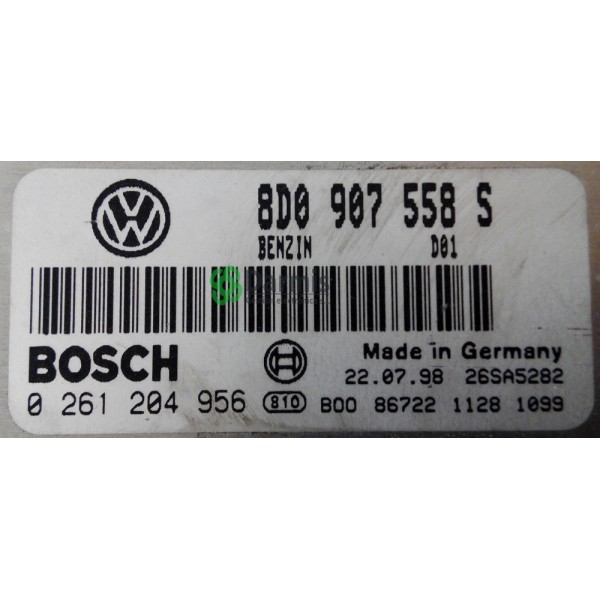 8D0 907 558 S
BENZIN D01
BOSCH
Made in Germany
22.07.98 26SA5282
0 261 204 956 810 B00 86722 1128 1099